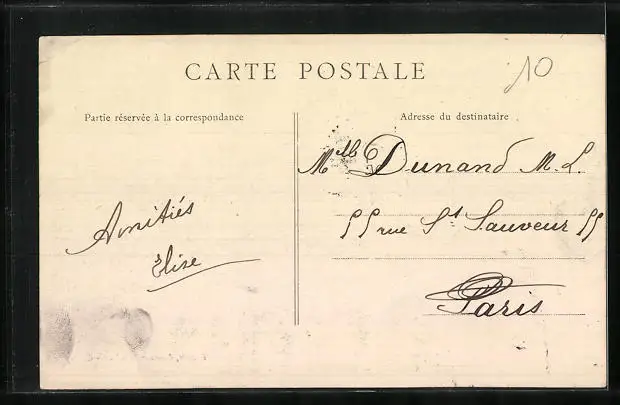 CARTE POSTALE
10
Partie réservée à la correspondance
Amitiés
Elise
Adresse du destinataire
Mlle Dunand M. L.
55 rue St Sauveur 55
Paris